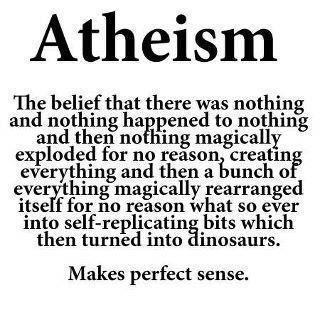 Atheism
The belief that there was nothing
and nothing happened to nothing
and then nothing magically
exploded for no reason, creating
everything and then a bunch of
everything magically rearranged
itself for no reason what so ever
into self-replicating bits which
then turned into dinosaurs.
Makes perfect sense.